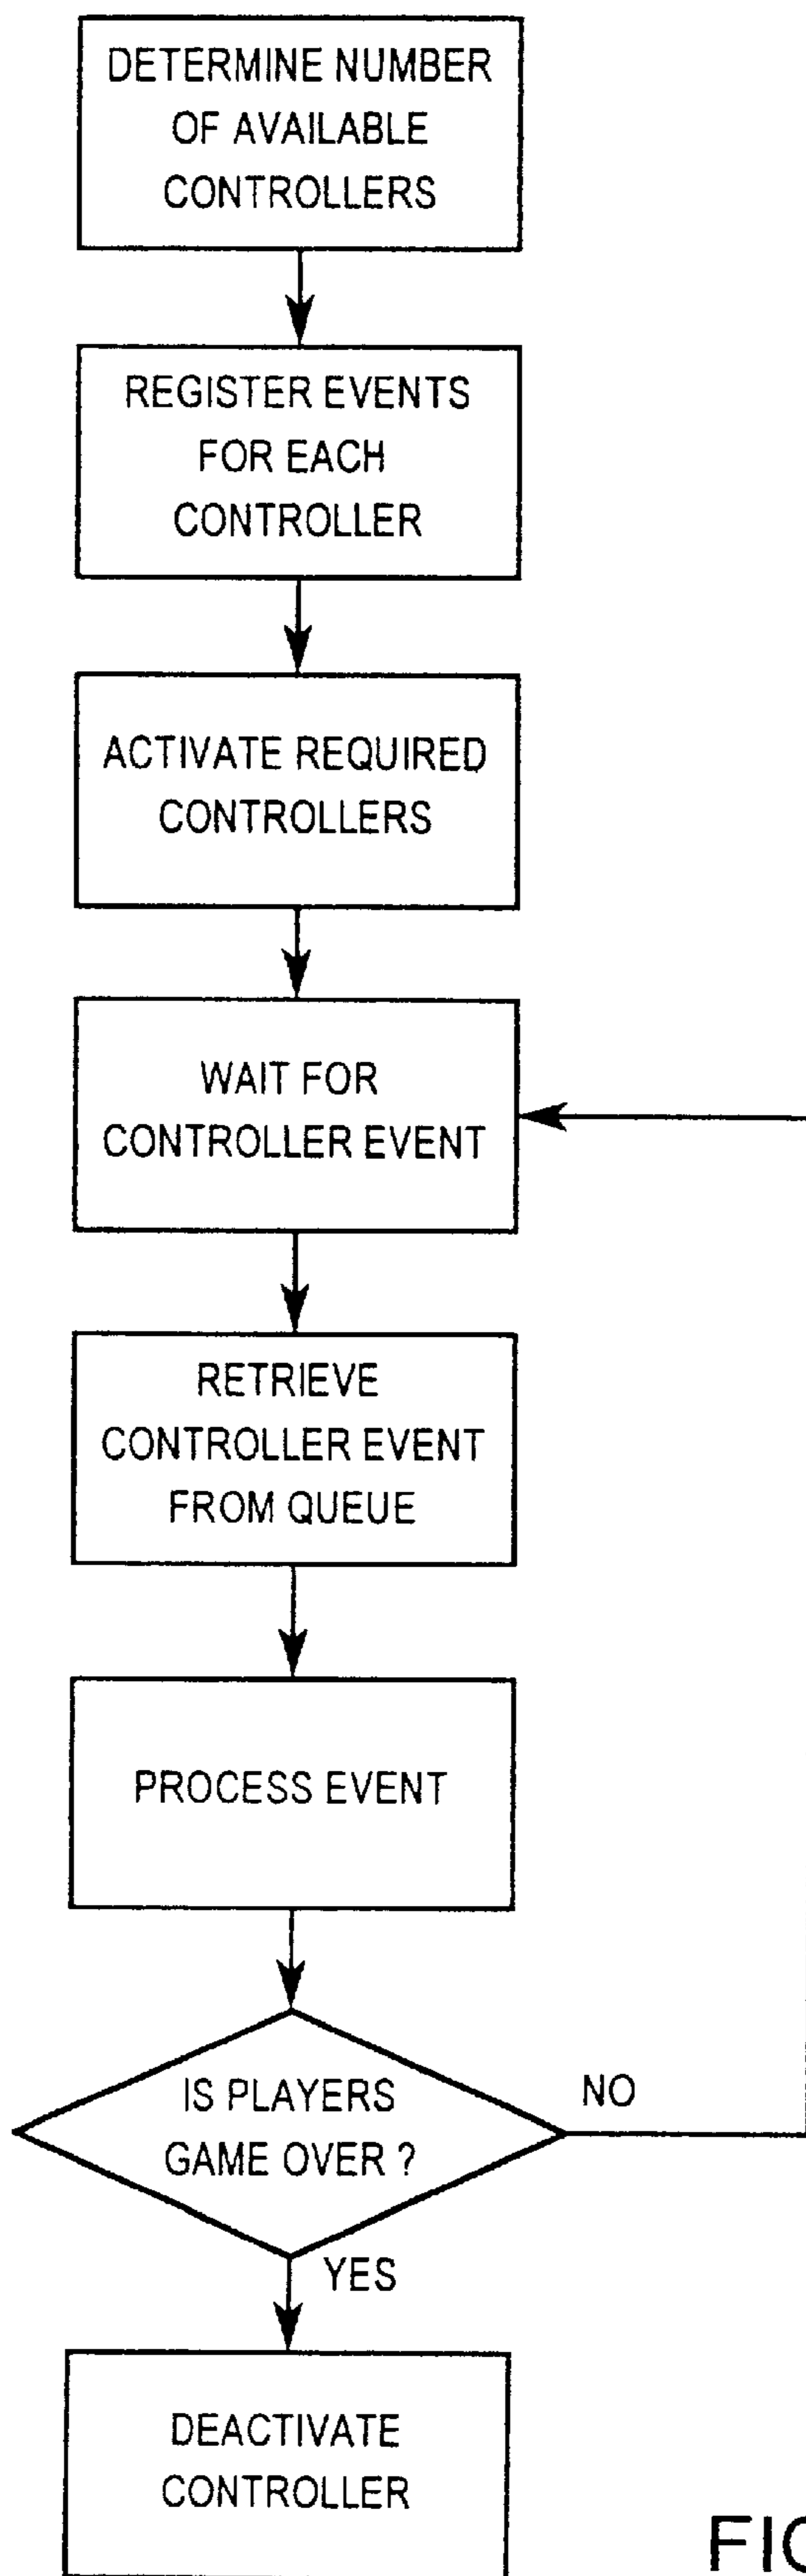 DETERMINE NUMBER
OF AVAILABLE
CONTROLLERS
REGISTER EVENTS
FOR EACH
CONTROLLER
ACTIVATE REQUIRED
CONTROLLERS
WAIT FOR
CONTROLLER EVENT
RETRIEVE
CONTROLLER EVENT
FROM QUEUE
PROCESS EVENT
IS PLAYERS
GAME OVER ?
NO
YES
DEACTIVATE
CONTROLLER